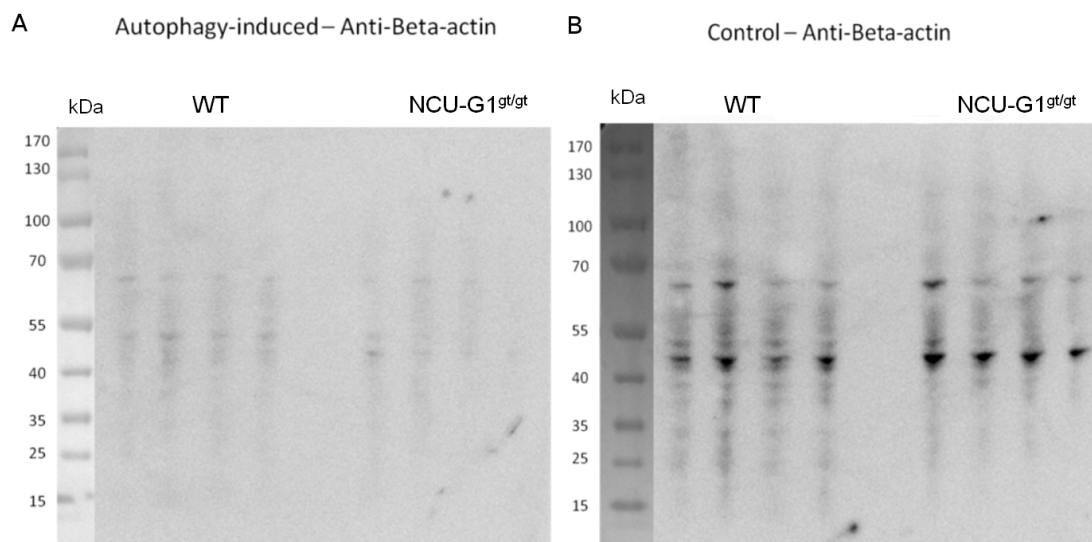 A
Autophagy-induced – Anti-Beta-actin
kDa
WT
NCU-G1gt/gt
170
130
100
70
55
40
35
25
15
B
Control – Anti-Beta-actin
kDa
WT
NCU-G1gt/gt
170
130
100
70
55
40
35
25
15